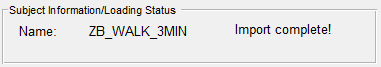 Subject Information/Loading Status
Name: ZB_WALK_3MIN Import complete!